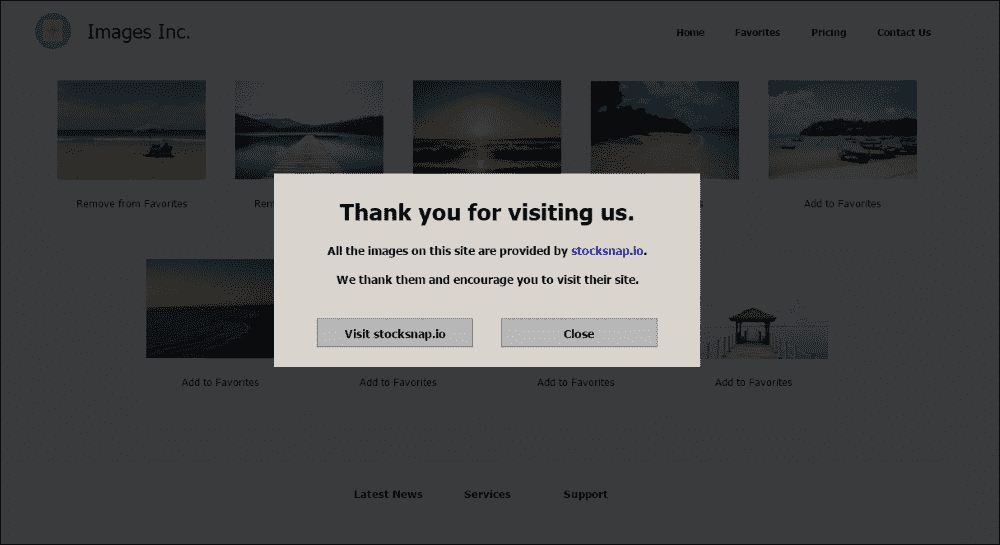 Images Inc.
Home Favorites Pricing Contact Us
Remove from Favorites
Add to Favorites
Thank you for visiting us.
All the images on this site are provided by stocksnap.io.
We thank them and encourage you to visit their site.
Visit stocksnap.io Close
Add to Favorites Add to Favorites Add to Favorites Add to Favorites
Latest News Services Support